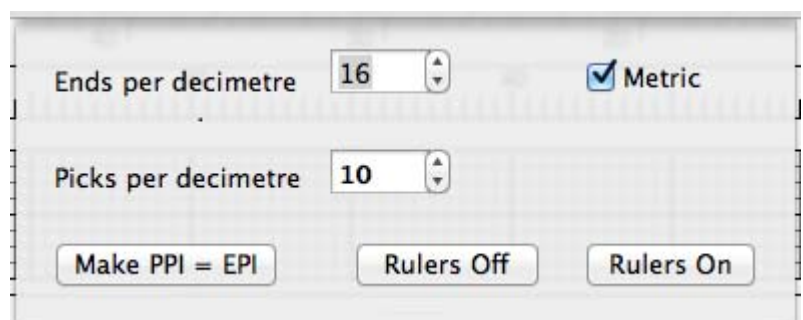 Ends per decimetre 16 Metric
Picks per decimetre 10
Make PPI = EPI Rulers Off Rulers On